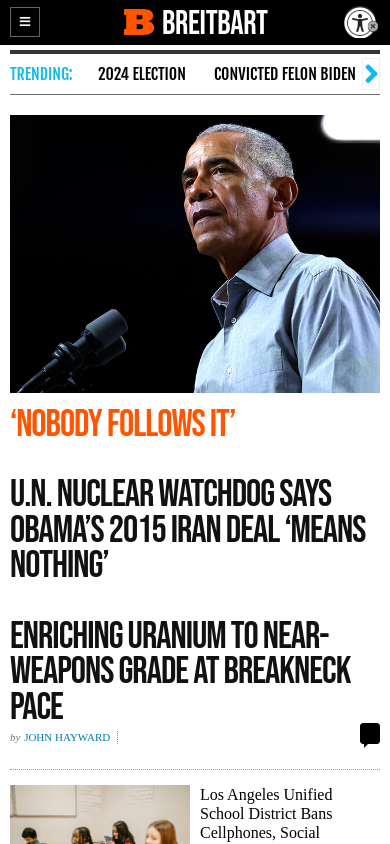 BREITBART
TRENDING: 2024 ELECTION CONVICTED FELON BIDEN
‘NOBODY FOLLOWS IT’
U.N. NUCLEAR WATCHDOG SAYS
OBAMA’S 2015 IRAN DEAL ‘MEANS
NOTHING’
ENRICHING URANIUM TO NEAR-
WEAPONS GRADE AT BREAKNECK
PACE
by JOHN HAYWARD
Los Angeles Unified
School District Bans
Cellphones, Social